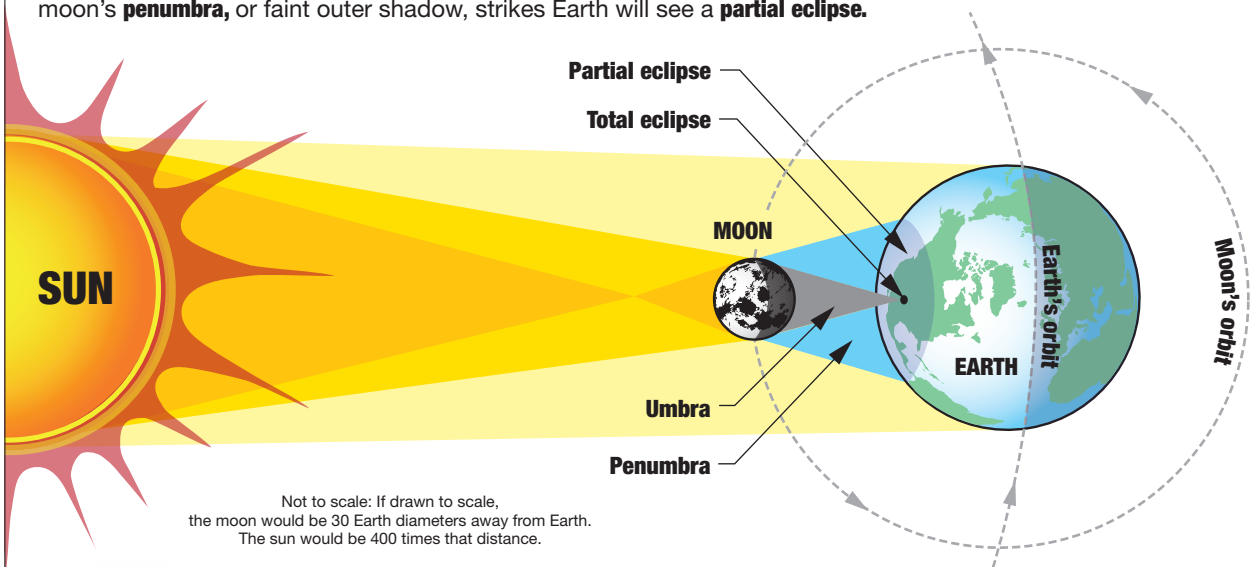 moon's penumbra, or faint outer shadow, strikes Earth will see a partial eclipse.
Partial eclipse
Total eclipse
MOON
SUN
Earth's orbit
Moon's orbit
EARTH
Umbra
Penumbra
Not to scale: If drawn to scale,
the moon would be 30 Earth diameters away from Earth.
The sun would be 400 times that distance.